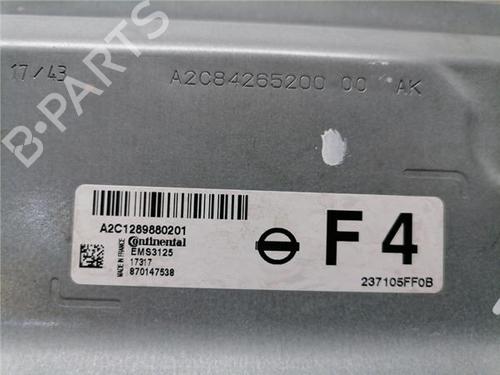 17/43
A2C84265200 00 AK
A2C1289880201
MADE IN FRANCE
Continental
EMS3125
17317
870147538
F4
237105FF0B
B-PARTS